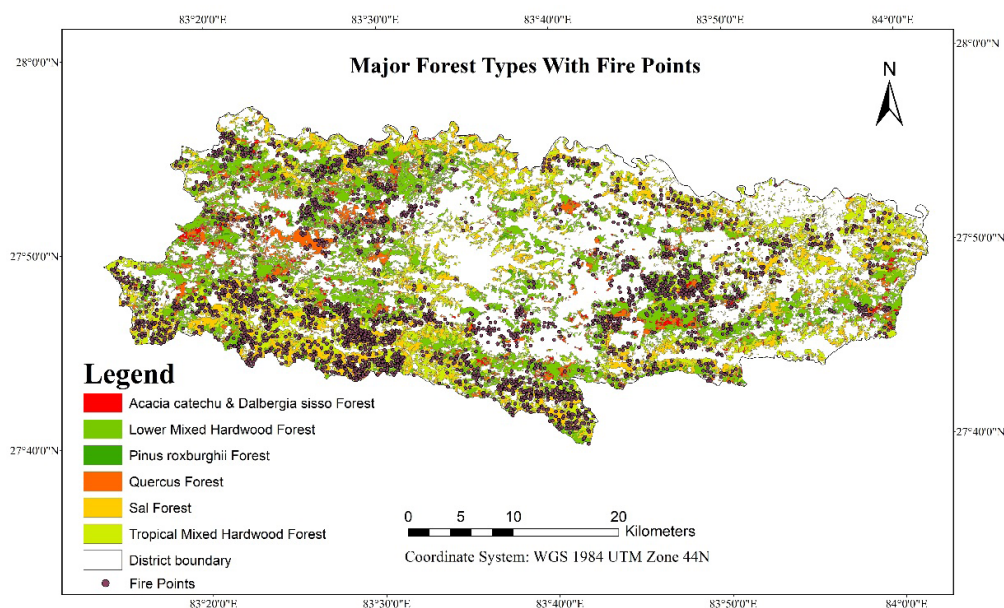 83°20'0"E 83°30'0"E 83°40'0"E 83°50'0"E 84°0'0"E
28°0'0"N 28°0'0"N
Major Forest Types With Fire Points
N
27°50'0"N 27°50'0"N
Legend
Acacia catechu & Dalbergia sisso Forest
Lower Mixed Hardwood Forest
27°40'0"N 27°40'0"N
Pinus roxburghii Forest
Quercus Forest
Sal Forest
0 5 10 20
Tropical Mixed Hardwood Forest
Kilometers
District boundary
Coordinate System: WGS 1984 UTM Zone 44N
Fire Points
83°20'0"E 83°30'0"E 83°40'0"E 83°50'0"E 84°0'0"E